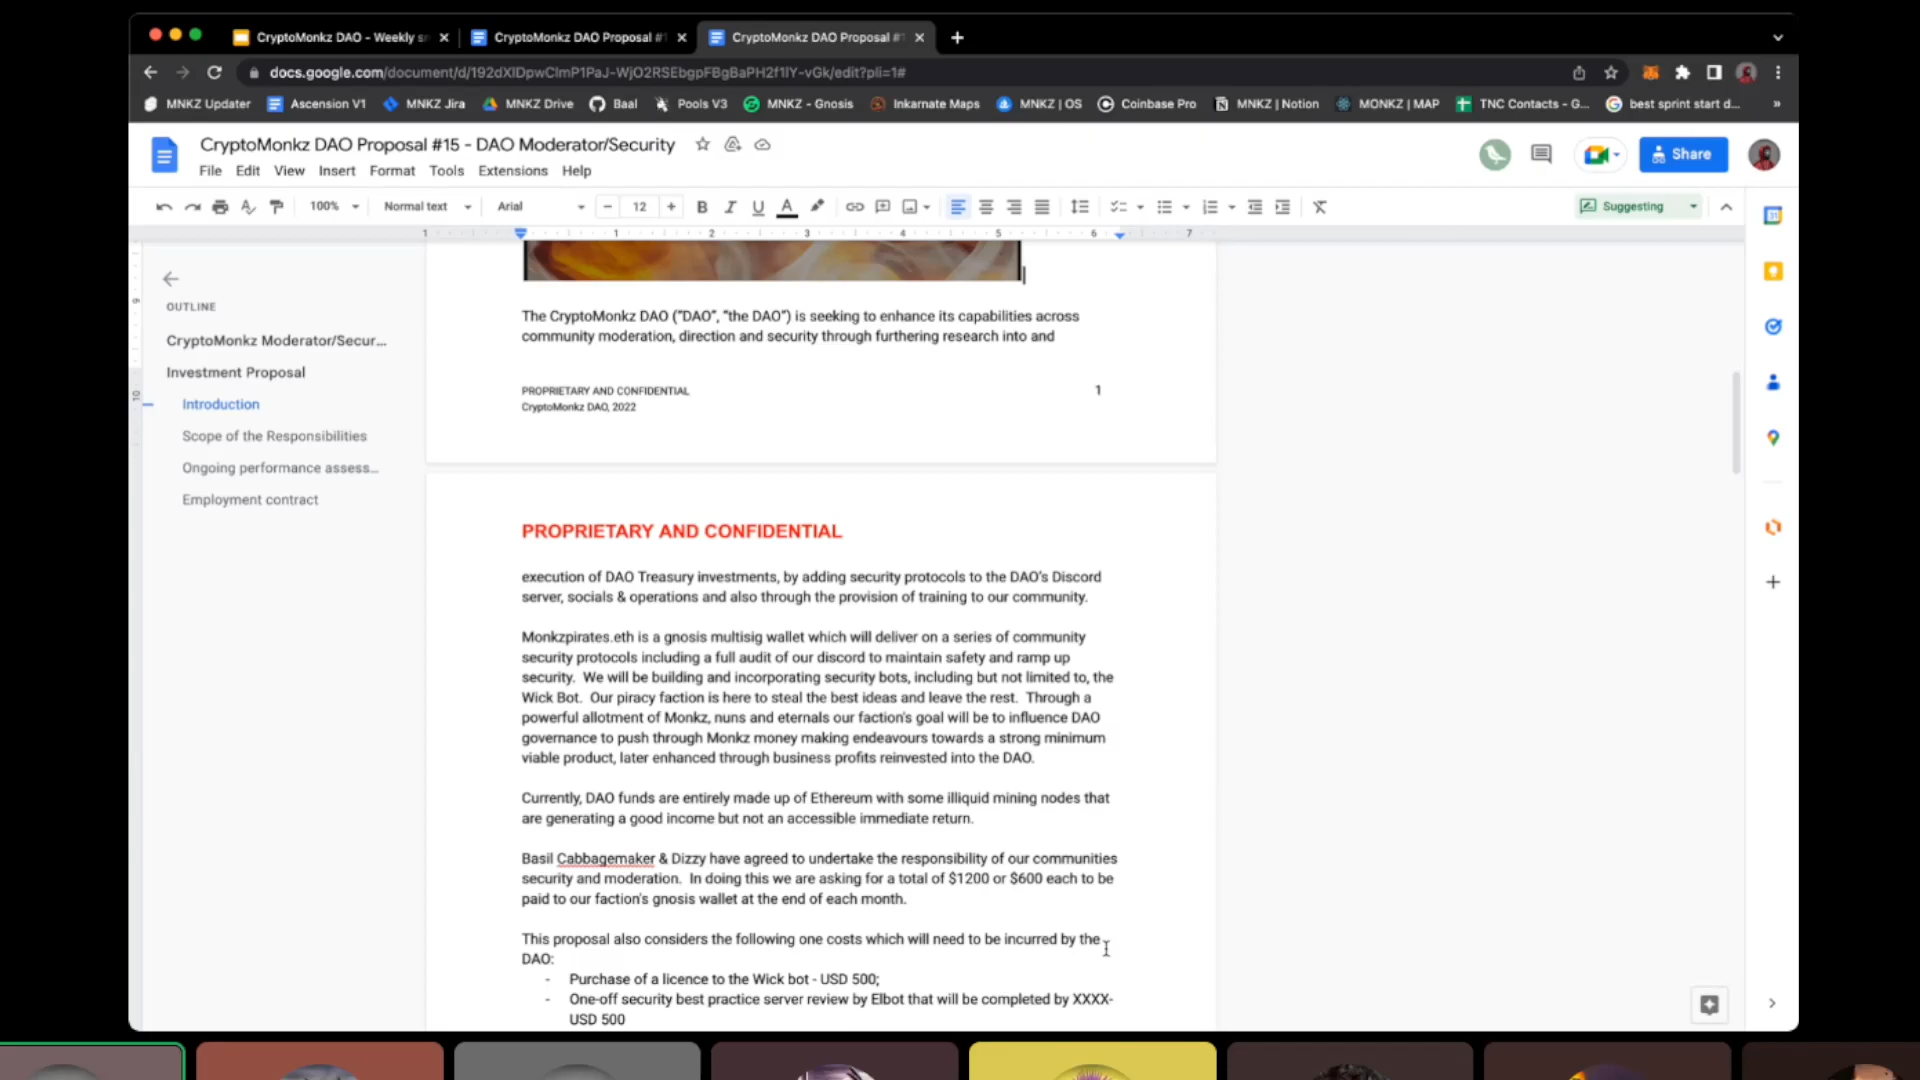 CryptoMonkz DAO - Weekly
CryptoMonkz DAO Proposal #
CryptoMonkz DAO Proposal #
docs.google.com/document/d/192dXIDpwClmP1PaJ-WjO2RSEbgpFBgBaPH2f1lY-vGk/edit?pli=1#
MNKZ Updater
Ascension V1
MNKZ Jira
MNKZ Drive
Baal
Pools V3
MNKZ - Gnosis
Inkarnate Maps
MNKZ | OS
Coinbase Pro
MNKZ | Notion
MONKZ | MAP
TNC Contacts - G...
best sprint start d...
»
CryptoMonkz DAO Proposal #15 - DAO Moderator/Security
Share
File Edit View Insert Format Tools Extensions Help
100% Normal text Arial - 12 + B I U A Suggesting
1 1 2 3 4 5 6 7
OUTLINE
CryptoMonkz Moderator/Secur...
Investment Proposal
Introduction
Scope of the Responsibilities
Ongoing performance assess...
Employment contract
The CryptoMonkz DAO ("DAO", "the DAO") is seeking to enhance its capabilities across
community moderation, direction and security through furthering research into and
PROPRIETARY AND CONFIDENTIAL 1
CryptoMonkz DAO, 2022
PROPRIETARY AND CONFIDENTIAL
execution of DAO Treasury investments, by adding security protocols to the DAO's Discord
server, socials & operations and also through the provision of training to our community.
Monkzpirates.eth is a gnosis multisig wallet which will deliver on a series of community
security protocols including a full audit of our discord to maintain safety and ramp up
security. We will be building and incorporating security bots, including but not limited to, the
Wick Bot. Our piracy faction is here to steal the best ideas and leave the rest. Through a
powerful allotment of Monkz, nuns and eternals our faction's goal will be to influence DAO
governance to push through Monkz money making endeavours towards a strong minimum
viable product, later enhanced through business profits reinvested into the DAO.
Currently, DAO funds are entirely made up of Ethereum with some illiquid mining nodes that
are generating a good income but not an accessible immediate return.
Basil Cabbagemaker & Dizzy have agreed to undertake the responsibility of our communities
security and moderation. In doing this we are asking for a total of $1200 or $600 each to be
paid to our faction's gnosis wallet at the end of each month.
This proposal also considers the following one costs which will need to be incurred by the
DAO:
- Purchase of a licence to the Wick bot - USD 500;
- One-off security best practice server review by Elbot that will be completed by XXXX-
USD 500